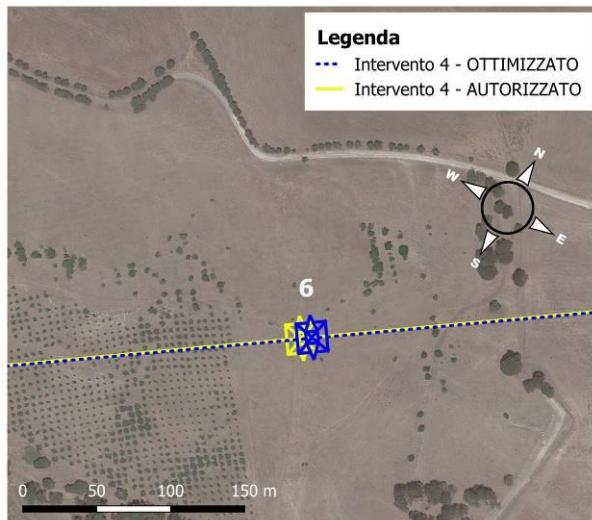 Legenda
Intervento 4 - OTTIMIZZATO
Intervento 4 - AUTORIZZATO
N
W
E
S
6
0 50 100 150 m